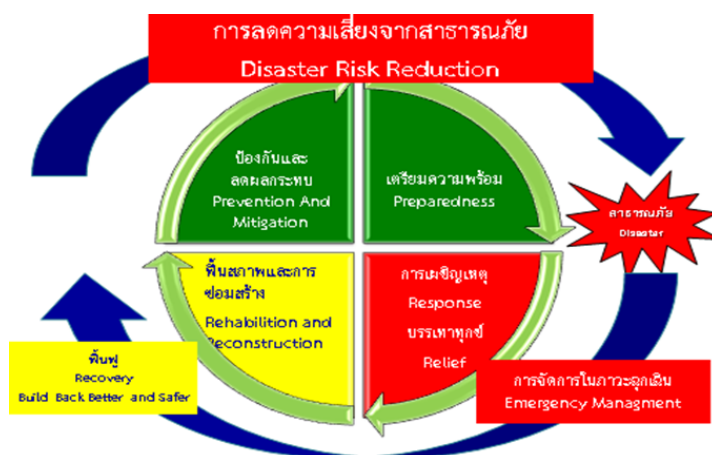 การลดความเสี่ยงจากสาธารณภัย
Disaster Risk Reduction
ป้องกันและ
ลดผลกระทบ
Prevention And
Mitigation
เตรียมความพร้อม
Preparedness
สาธารณภัย
Disaster
ฟื้นสภาพและการ
ซ่อมสร้าง
Rehabilition and
Reconstruction
การเผชิญเหตุ
Response
บรรเทาทุกข์
Relief
ฟื้นฟู
Recovery
Build Back Better and Safer
การจัดการในภาวะฉุกเฉิน
Emergency Managment